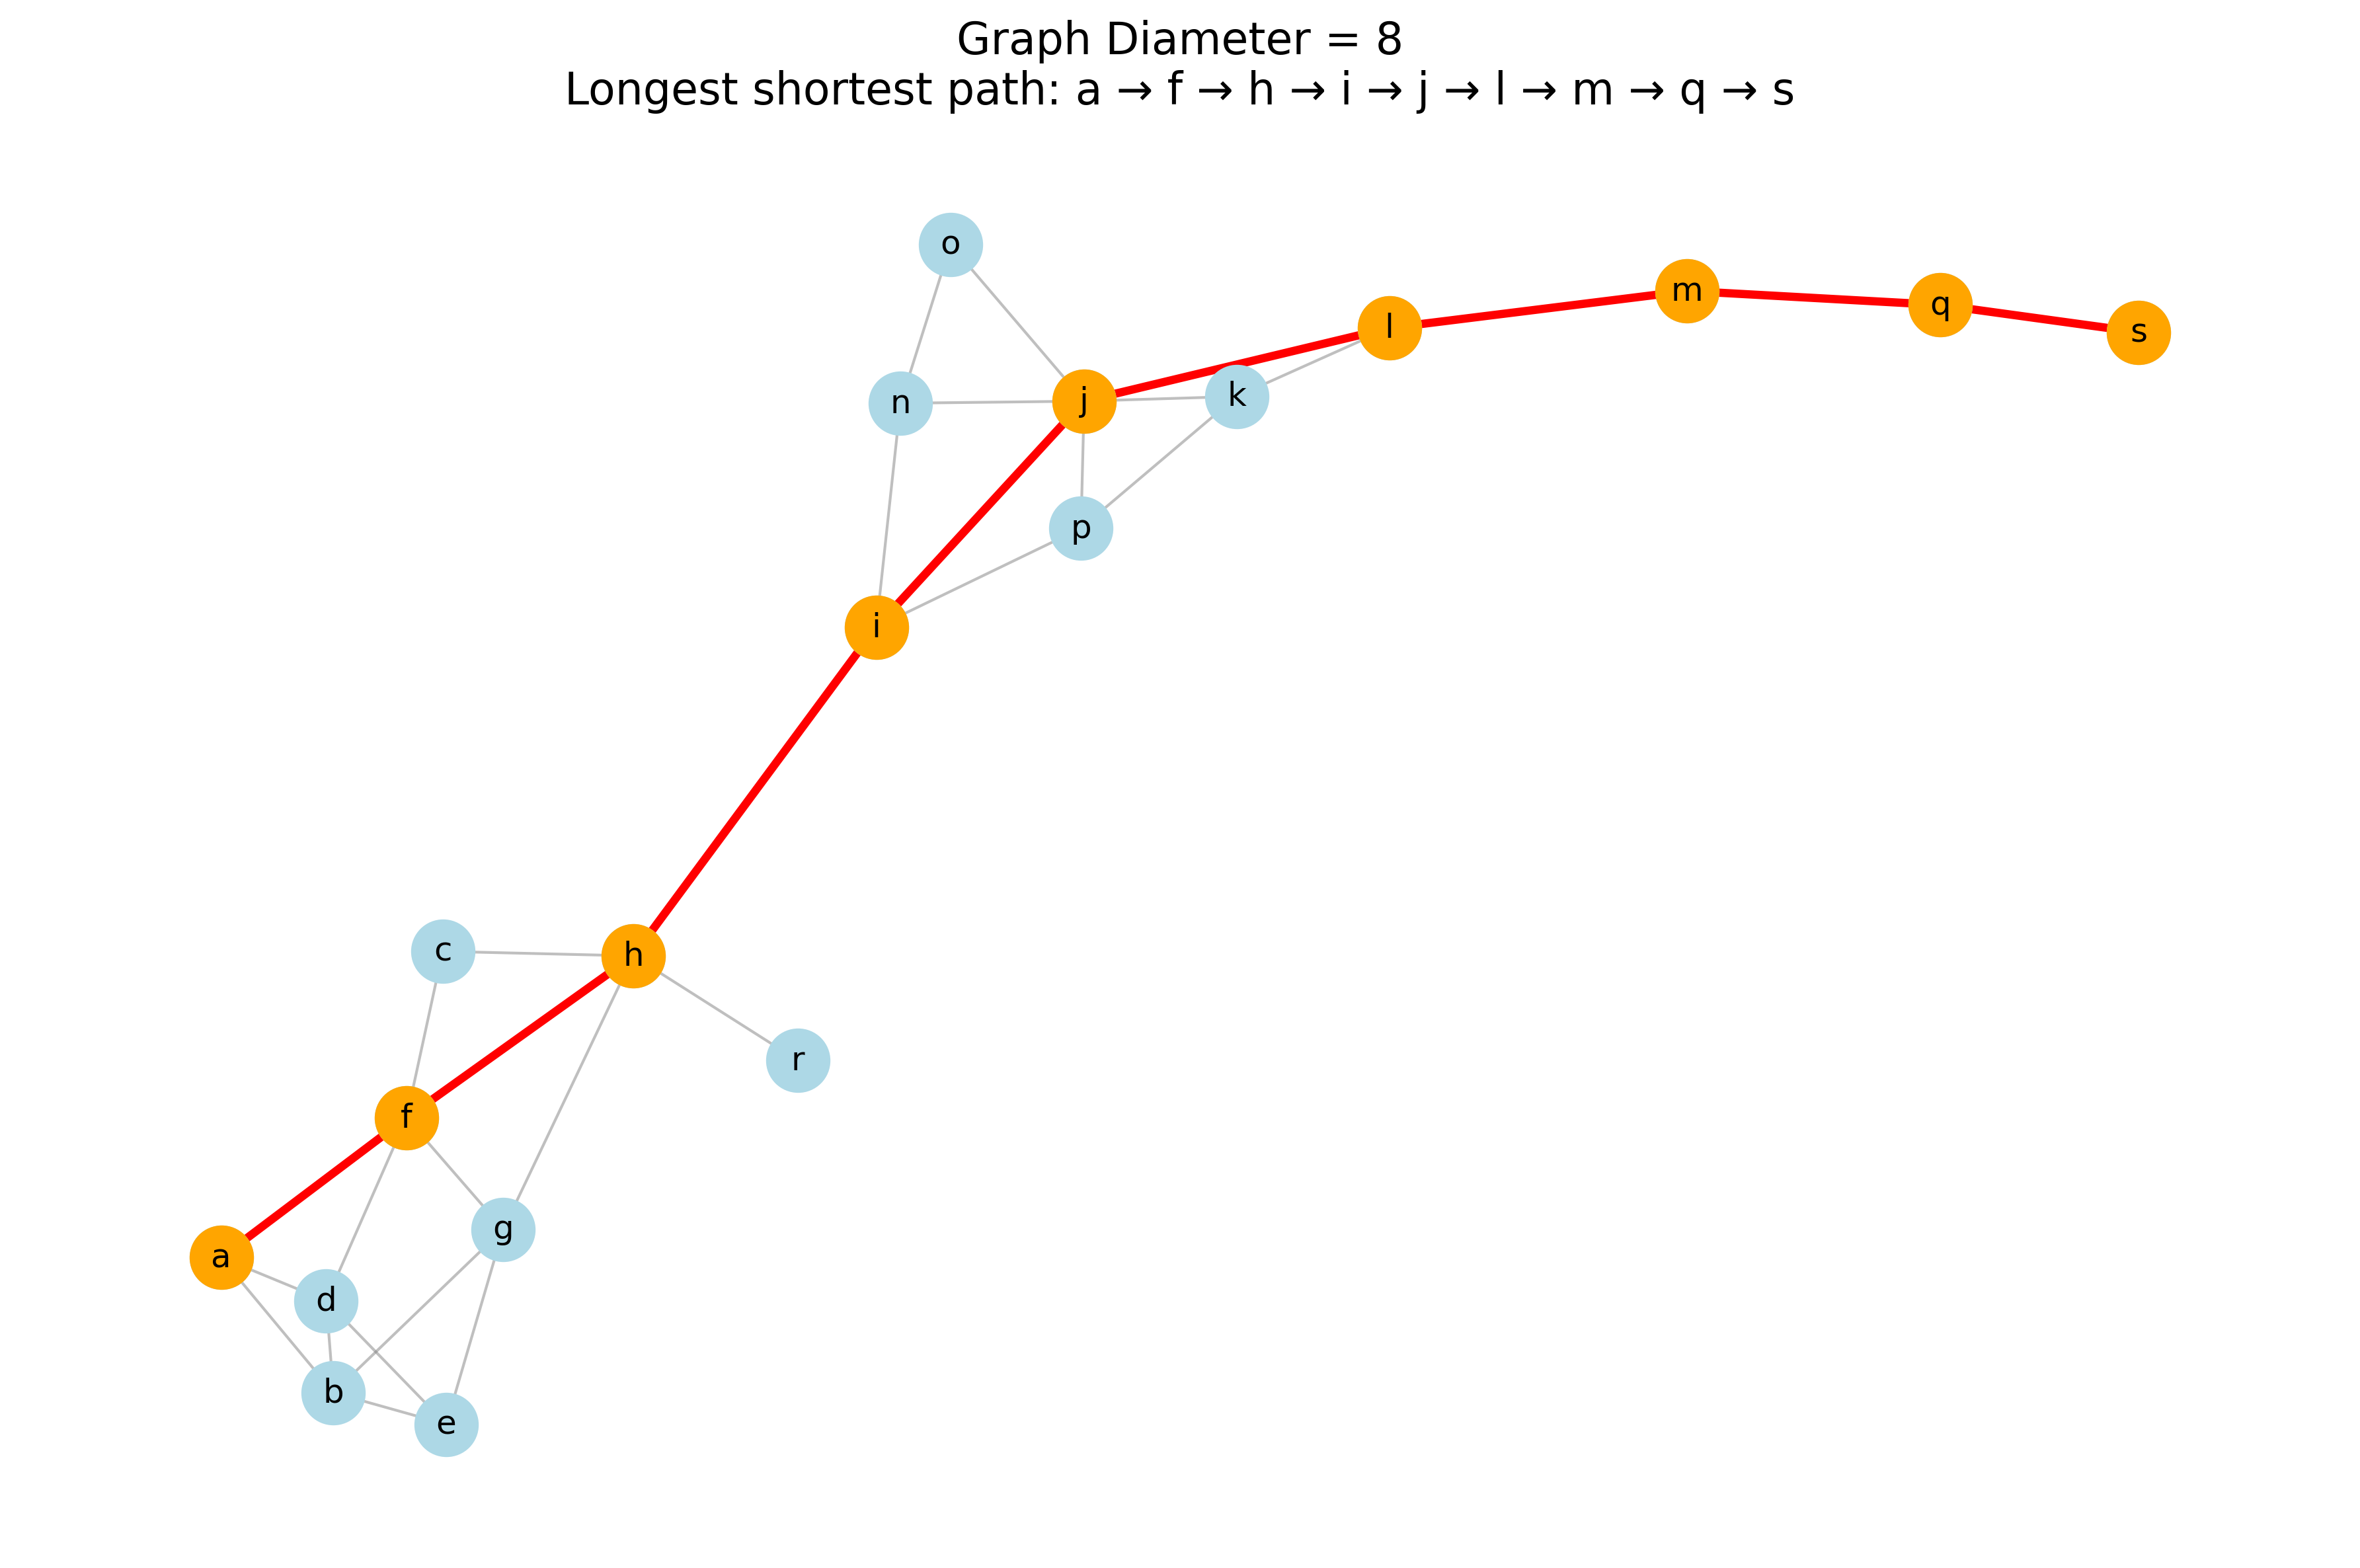 Graph Diameter = 8
Longest shortest path: a → f → h → i → j → l → m → q → s
o
m
q
l
s
n
j
k
p
i
c
h
r
f
g
a
d
b
e